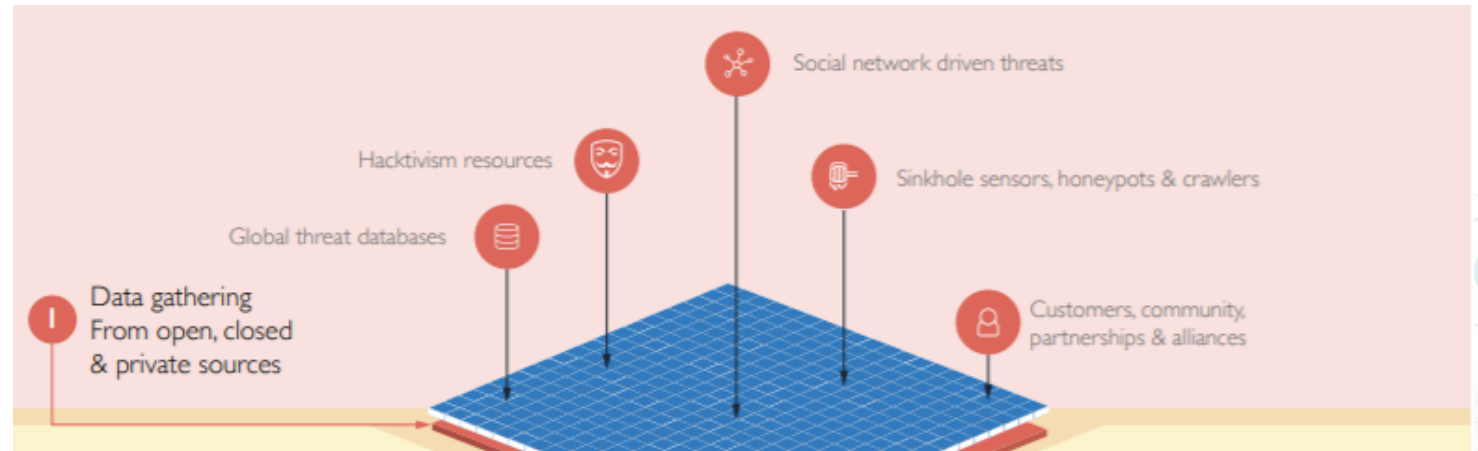 Social network driven threats
Hacktivism resources
Sinkhole sensors, honeypots & crawlers
Global threat databases
1
Data gathering
From open, closed
& private sources
Customers, community,
partnerships & alliances